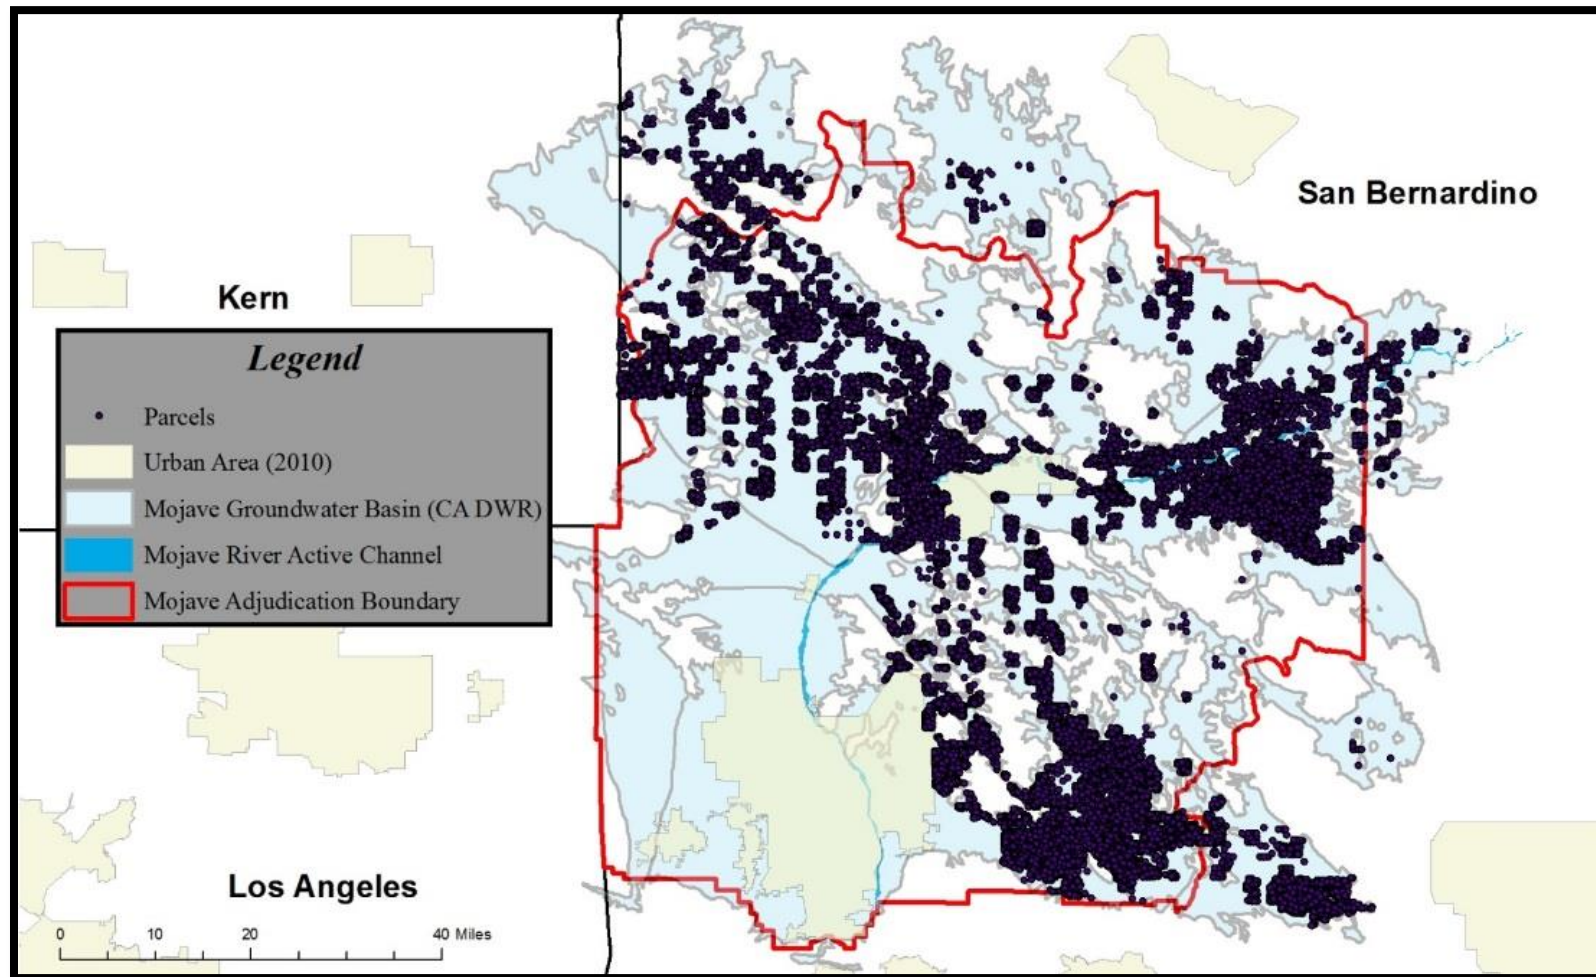 San Bernardino
Kern
Legend
Parcels
Urban Area (2010)
Mojave Groundwater Basin (CA DWR)
Mojave River Active Channel
Mojave Adjudication Boundary
Los Angeles
0 10 20 40 Miles